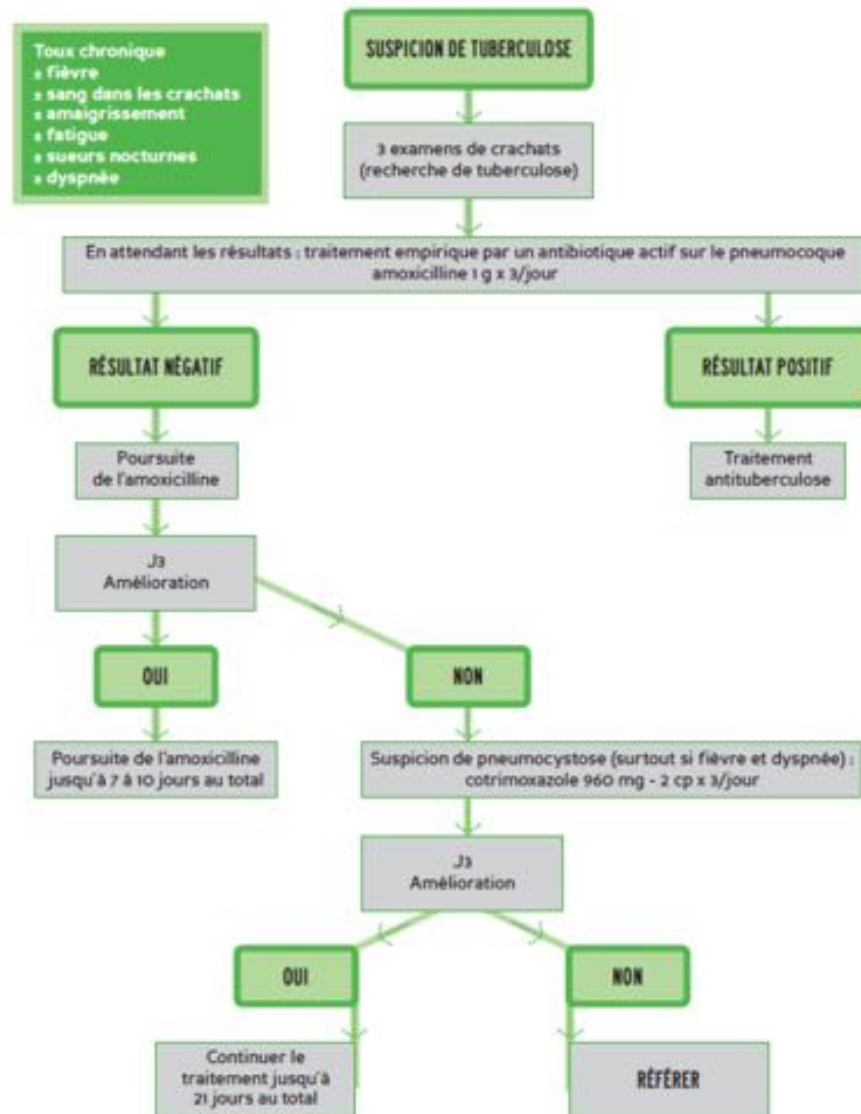 Toux chronique
± fièvre
± sang dans les crachats
± amaigrissement
± fatigue
± sueurs nocturnes
± dyspnée
SUSPICION DE TUBERCULOSE
3 examens de crachats
(recherche de tuberculose)
En attendant les résultats : traitement empirique par un antibiotique actif sur le pneumocoque
amoxicilline 1 g x 3/jour
RÉSULTAT NÉGATIF
RÉSULTAT POSITIF
Poursuite
de l'amoxicilline
Traitement
antituberculose
J3
Amélioration
OUI
NON
Poursuite de l'amoxicilline
jusqu'à 7 à 10 jours au total
Suspicion de pneumocystose (surtout si fièvre et dyspnée) :
cotrimoxazole 960 mg - 2 cp x 3/jour
J3
Amélioration
OUI
NON
Continuer le
traitement jusqu'à
21 jours au total
RÉFÉRER